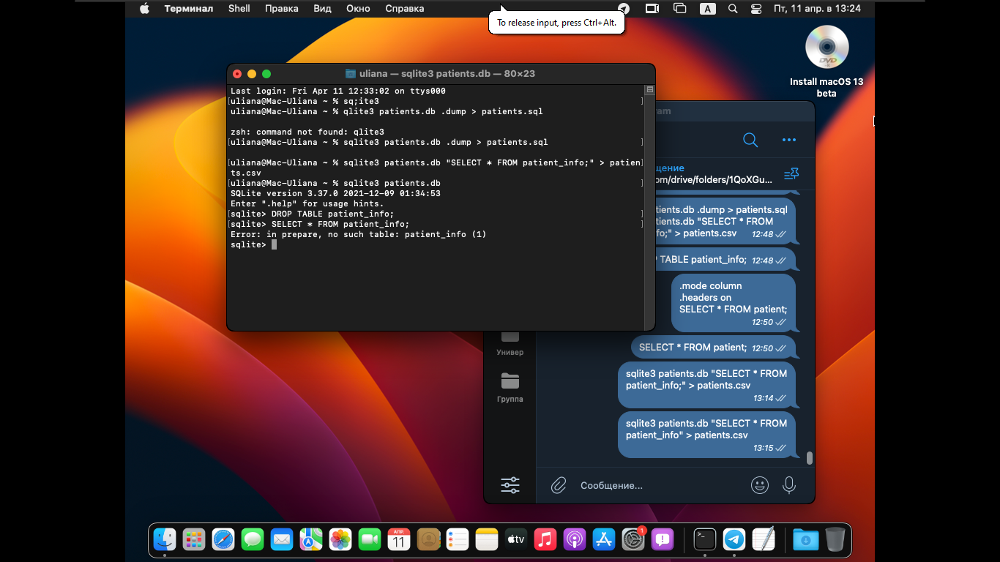 Терминал Shell Правка Вид Окно Справка A Пт, 11 апр. в 13:24
To release input, press Ctrl+Alt.
DVD
Install macOS 13
beta
uliana — sqlite3 patients.db — 80×23
Last login: Fri Apr 11 12:33:02 on ttys000
[uliana@Mac-Uliana ~ % sq;ite3 ]
uliana@Mac-Uliana ~ % qlite3 patients.db .dump > patients.sql
zsh: command not found: qlite3
[uliana@Mac-Uliana ~ % sqlite3 patients.db .dump > patients.sql ]
[uliana@Mac-Uliana ~ % sqlite3 patients.db "SELECT * FROM patient_info;" > patien]
ts.csv
[uliana@Mac-Uliana ~ % sqlite3 patients.db ]
SQLite version 3.37.0 2021-12-09 01:34:53
Enter ".help" for usage hints.
[sqlite> DROP TABLE patient_info; ]
[sqlite> SELECT * FROM patient_info; ]
Error: in prepare, no such table: patient_info (1)
sqlite>
ram
щение
om/drive/folders/1QoXGu...
tients.db .dump > patients.sql
tients.db "SELECT * FROM
fo;" > patients.csv 12:48
TABLE patient_info; 12:48
.mode column
.headers on
SELECT * FROM patient;
12:50
SELECT * FROM patient; 12:50
sqlite3 patients.db "SELECT * FROM
patient_info;" > patients.csv
13:14
sqlite3 patients.db "SELECT * FROM
patient_info" > patients.csv
13:15
Универ
Группа
Сообщение...
АПР.
11
tv
1
>_